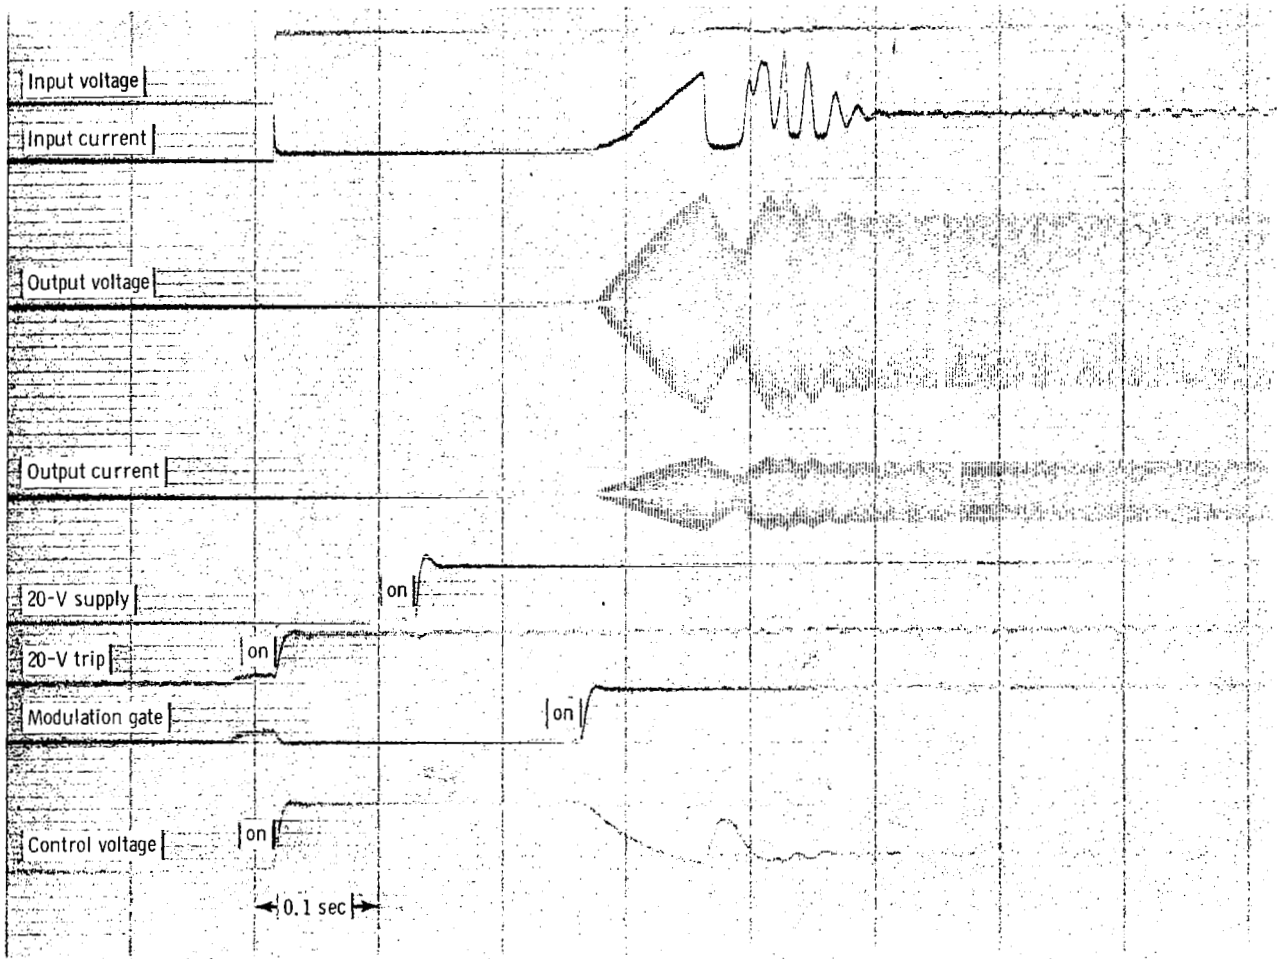 Input voltage
Input current
Output voltage
Output current
on
20-V supply
on
20-V trip
on
Modulation gate
on
Control voltage
0.1 sec